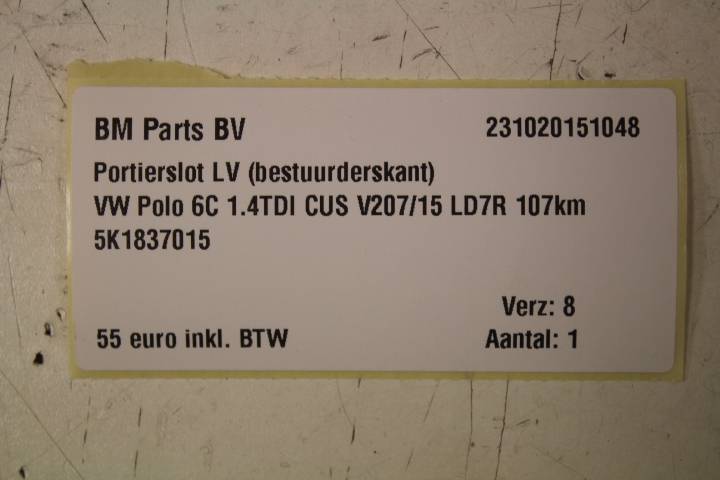 BM Parts BV 231020151048
Portierslot LV (bestuurderskant)
VW Polo 6C 1.4TDI CUS V207/15 LD7R 107km
5K1837015
Verz: 8
55 euro inkl. BTW Aantal: 1